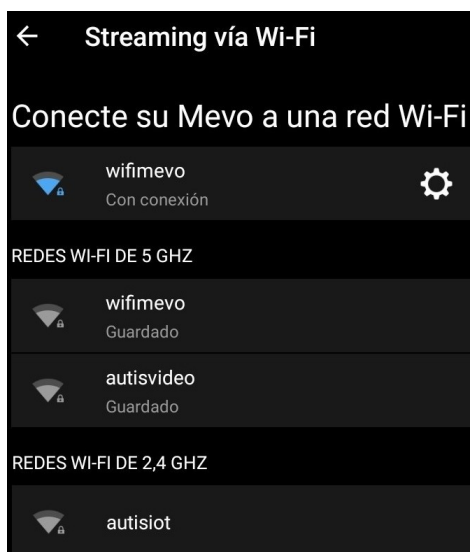 Streaming vía Wi-Fi
Conecte su Mevo a una red Wi-Fi
wifimevo
Con conexión
REDES WI-FI DE 5 GHZ
wifimevo
Guardado
autisvideo
Guardado
REDES WI-FI DE 2,4 GHZ
autisiot